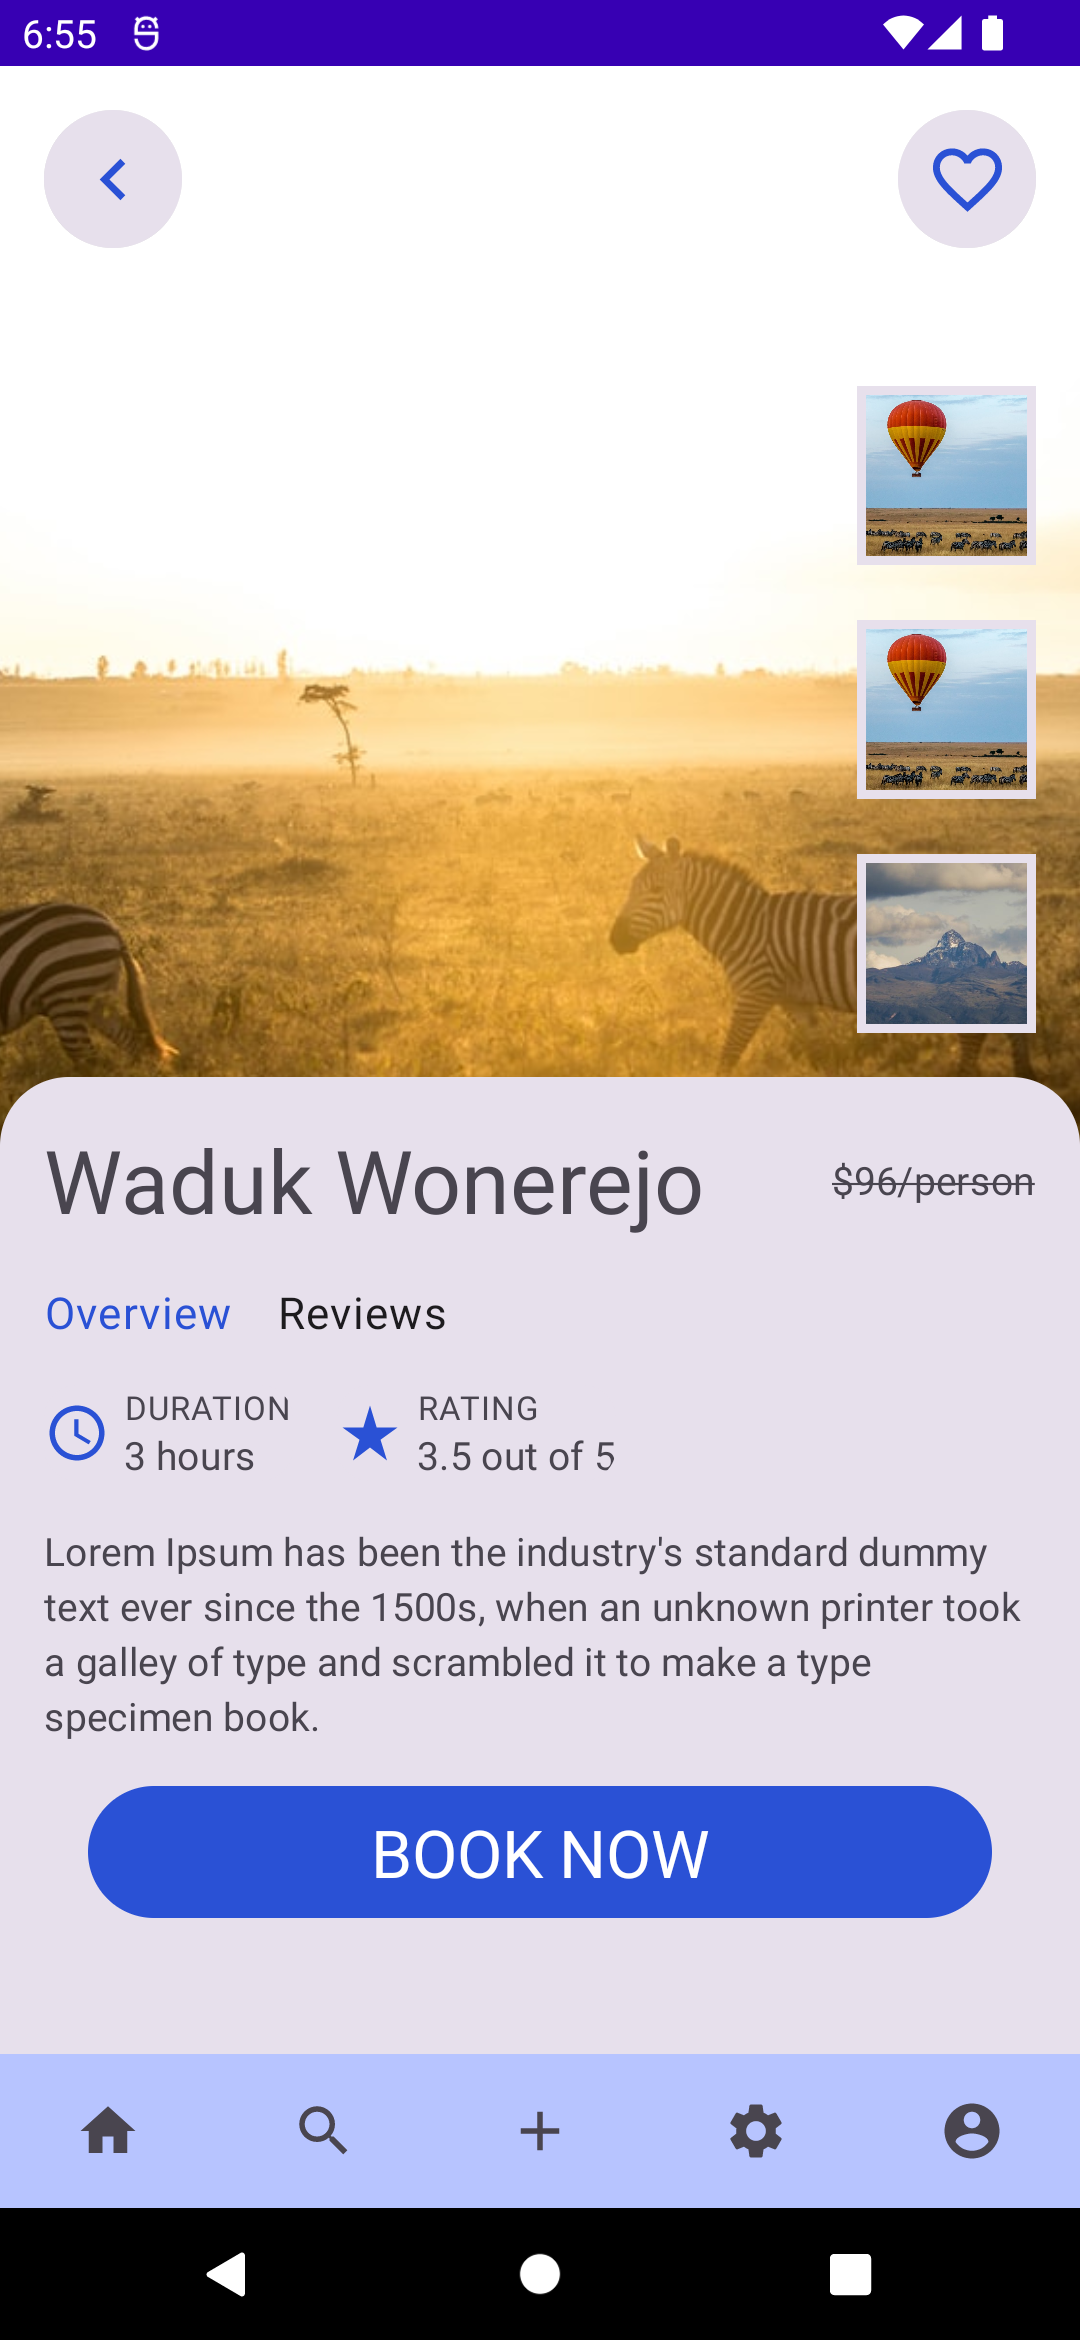 6:55
Waduk Wonerejo
$96/person
Overview Reviews
DURATION
3 hours
RATING
3.5 out of 5
Lorem Ipsum has been the industry's standard dummy
text ever since the 1500s, when an unknown printer took
a galley of type and scrambled it to make a type
specimen book.
BOOK NOW